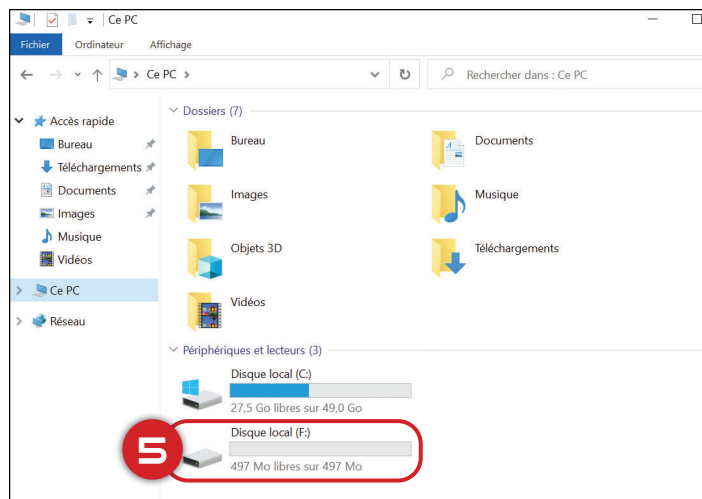 Ce PC
Fichier Ordinateur Affichage
Ce PC
Rechercher dans : Ce PC
Accès rapide
Bureau
Téléchargements
Documents
Images
Musique
Vidéos
Ce PC
Réseau
Dossiers (7)
Bureau
Documents
Images
Musique
Objets 3D
Téléchargements
Vidéos
Périphériques et lecteurs (3)
Disque local (C:)
27,5 Go libres sur 49,0 Go
5
Disque local (F:)
497 Mo libres sur 497 Mo